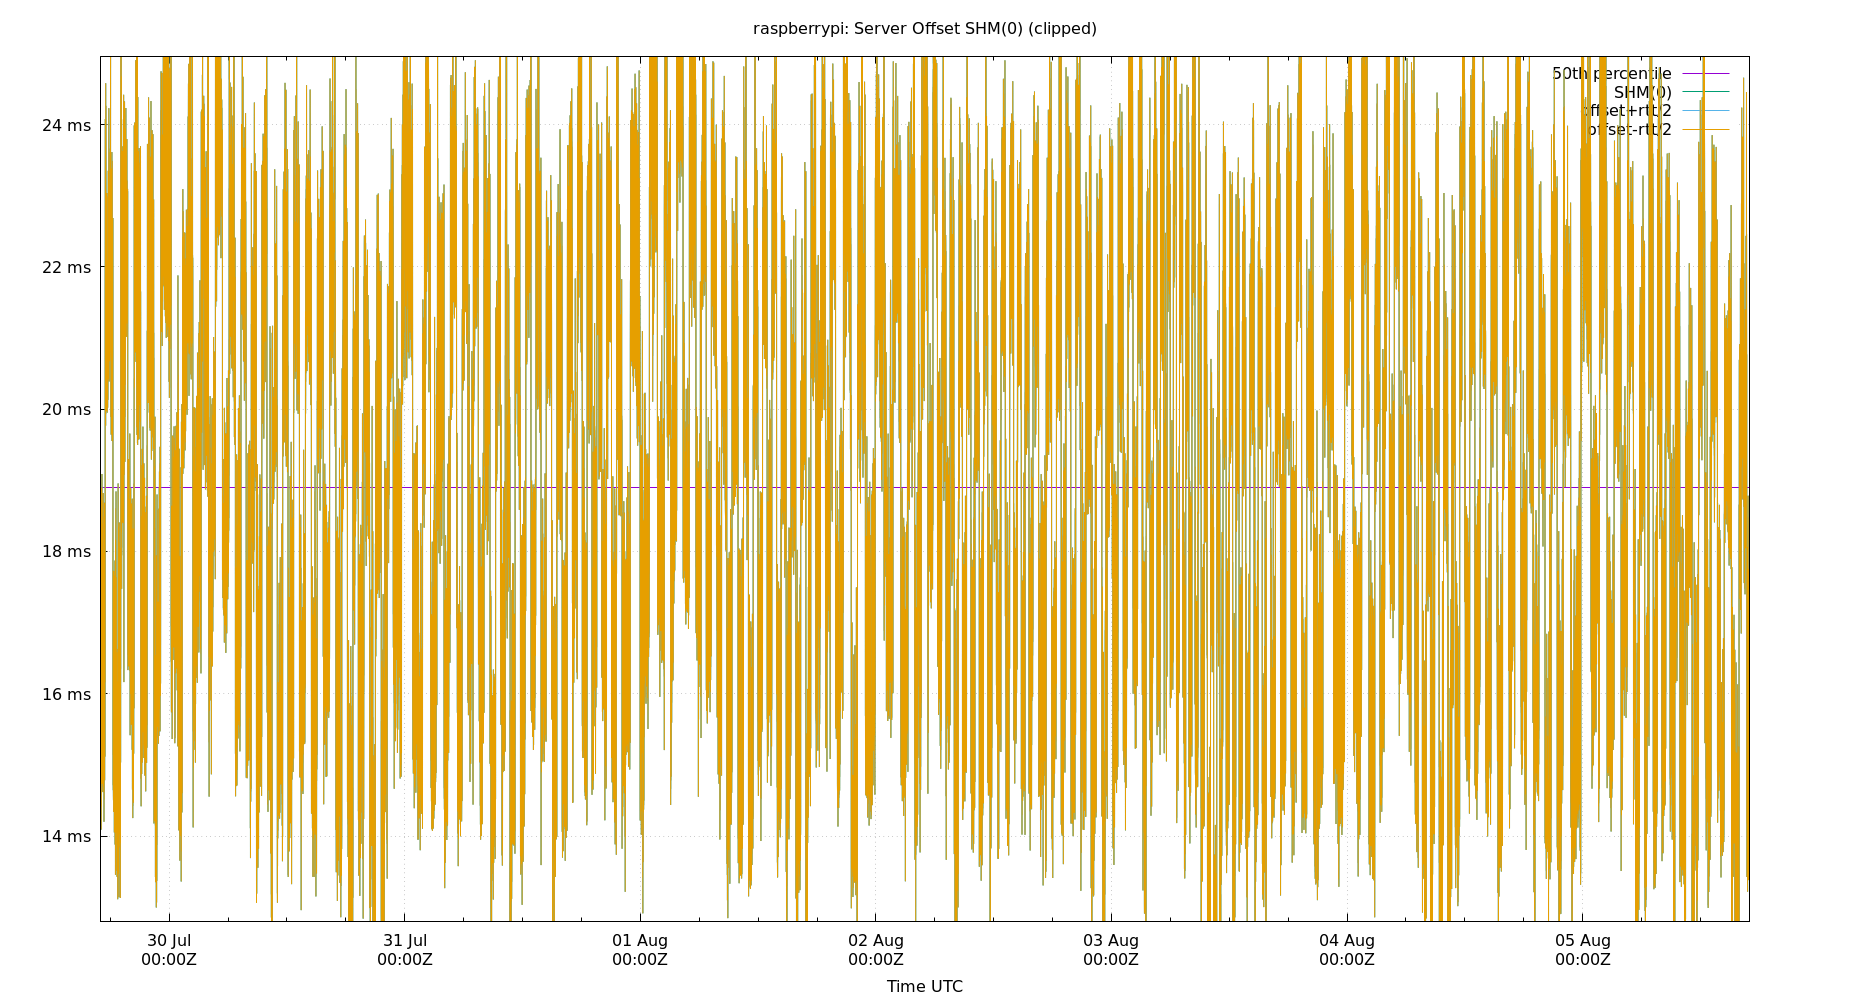 raspberrypi: Server Offset SHM(0) (clipped)
50th percentile
SHM(0)
offset+rtt/2
offset-rtt/2
24 ms
22 ms
20 ms
18 ms
16 ms
14 ms
30 Jul 31 Jul 01 Aug 02 Aug 03 Aug 04 Aug 05 Aug
00:00Z 00:00Z 00:00Z 00:00Z 00:00Z 00:00Z 00:00Z
Time UTC